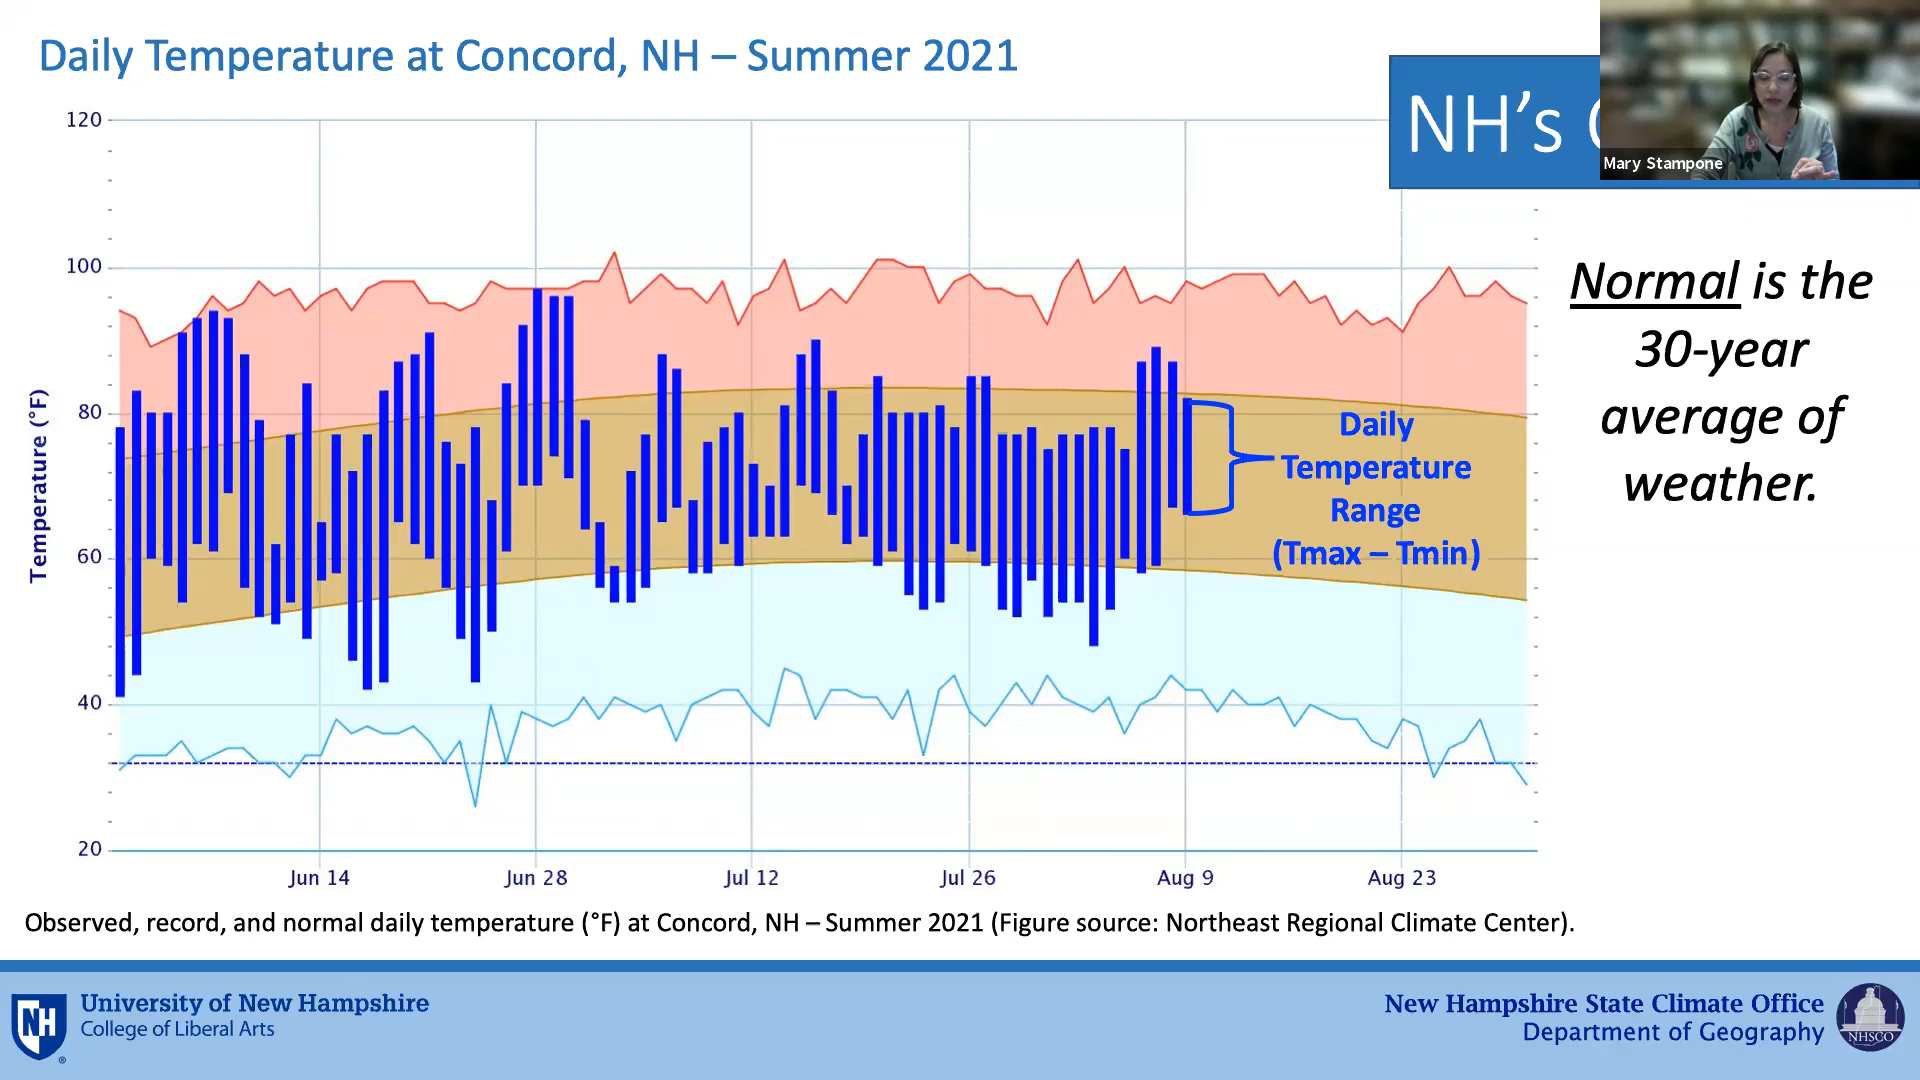 Daily Temperature at Concord, NH – Summer 2021
NH’s
Mary Stampone
120
100
80
60
40
20
Temperature (°F)
Jun 14
Jun 28
Jul 12
Jul 26
Aug 9
Aug 23
Daily
Temperature
Range
(Tmax – Tmin)
Normal is the
30-year
average of
weather.
Observed, record, and normal daily temperature (°F) at Concord, NH – Summer 2021 (Figure source: Northeast Regional Climate Center).
NH
®
University of New Hampshire
College of Liberal Arts
New Hampshire State Climate Office
Department of Geography
NHSCO